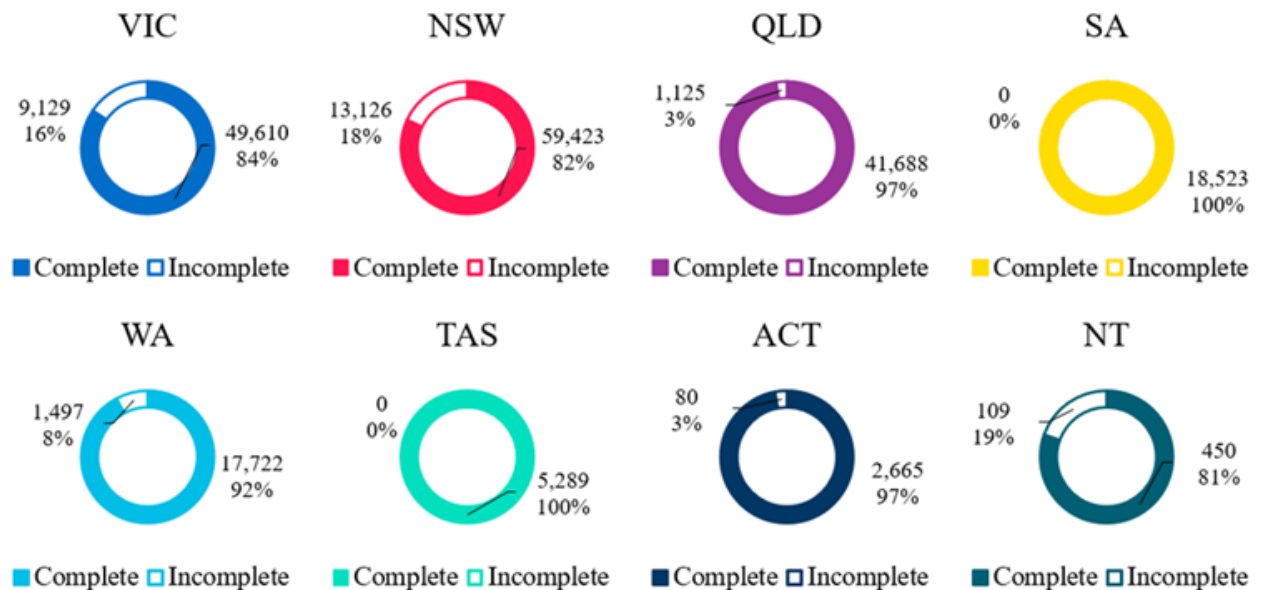 VIC
9,129
16%
49,610
84%
Complete Incomplete
NSW
13,126
18%
59,423
82%
Complete Incomplete
QLD
1,125
3%
41,688
97%
Complete Incomplete
SA
0
0%
18,523
100%
Complete Incomplete
WA
1,497
8%
17,722
92%
Complete Incomplete
TAS
0
0%
5,289
100%
Complete Incomplete
ACT
80
3%
2,665
97%
Complete Incomplete
NT
109
19%
450
81%
Complete Incomplete